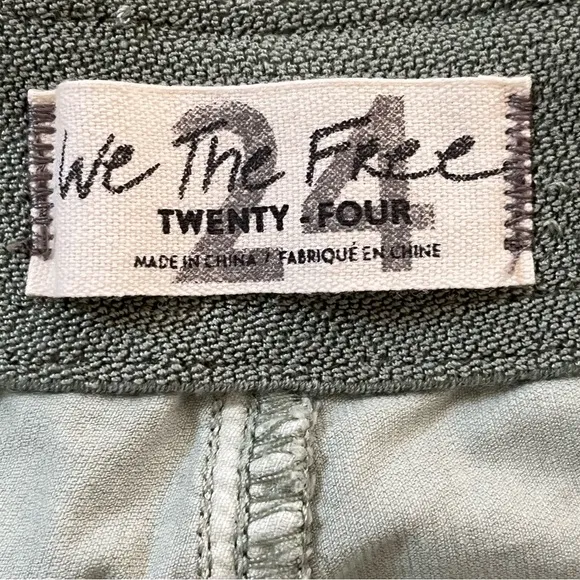 24
We The Free
TWENTY-FOUR
MADE IN CHINA / FABRIQUÉ EN CHINE